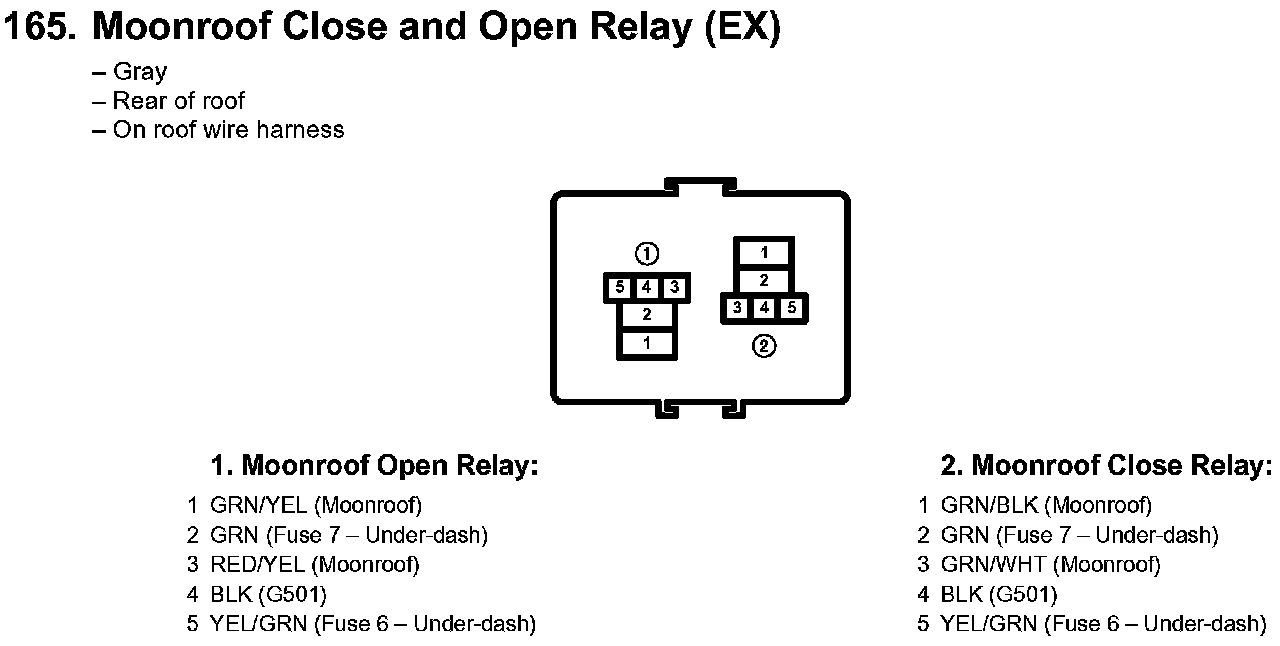 165. Moonroof Close and Open Relay (EX)
– Gray
– Rear of roof
– On roof wire harness
1
5 4 3
2
1
1
2
3 4 5
2
1. Moonroof Open Relay:
1 GRN/YEL (Moonroof)
2 GRN (Fuse 7 – Under-dash)
3 RED/YEL (Moonroof)
4 BLK (G501)
5 YEL/GRN (Fuse 6 – Under-dash)
2. Moonroof Close Relay:
1 GRN/BLK (Moonroof)
2 GRN (Fuse 7 – Under-dash)
3 GRN/WHT (Moonroof)
4 BLK (G501)
5 YEL/GRN (Fuse 6 – Under-dash)